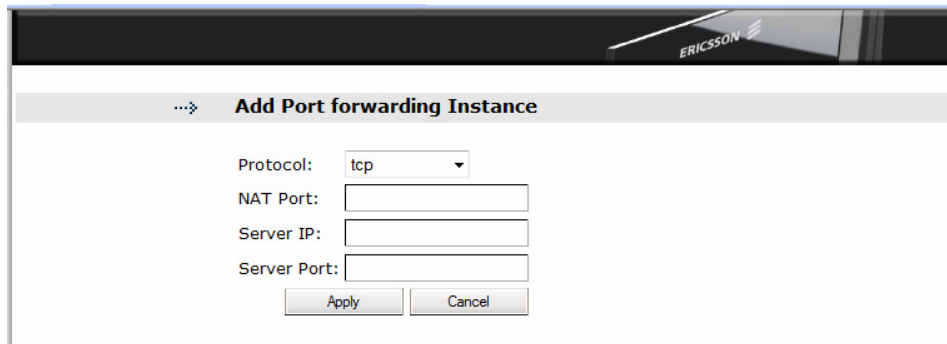 ERICSSON
Add Port forwarding Instance
Protocol: tcp
NAT Port:
Server IP:
Server Port:
Apply Cancel